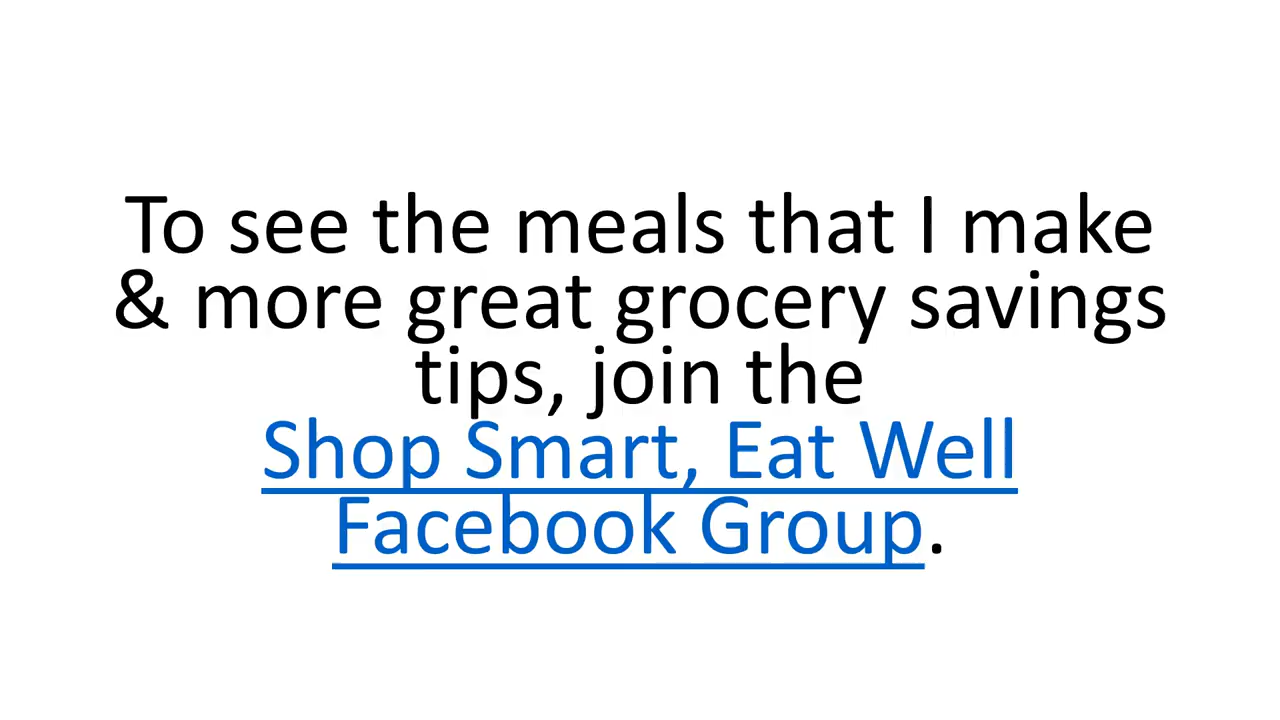 To see the meals that I make
& more great grocery savings
tips, join the
Shop Smart, Eat Well
Facebook Group.